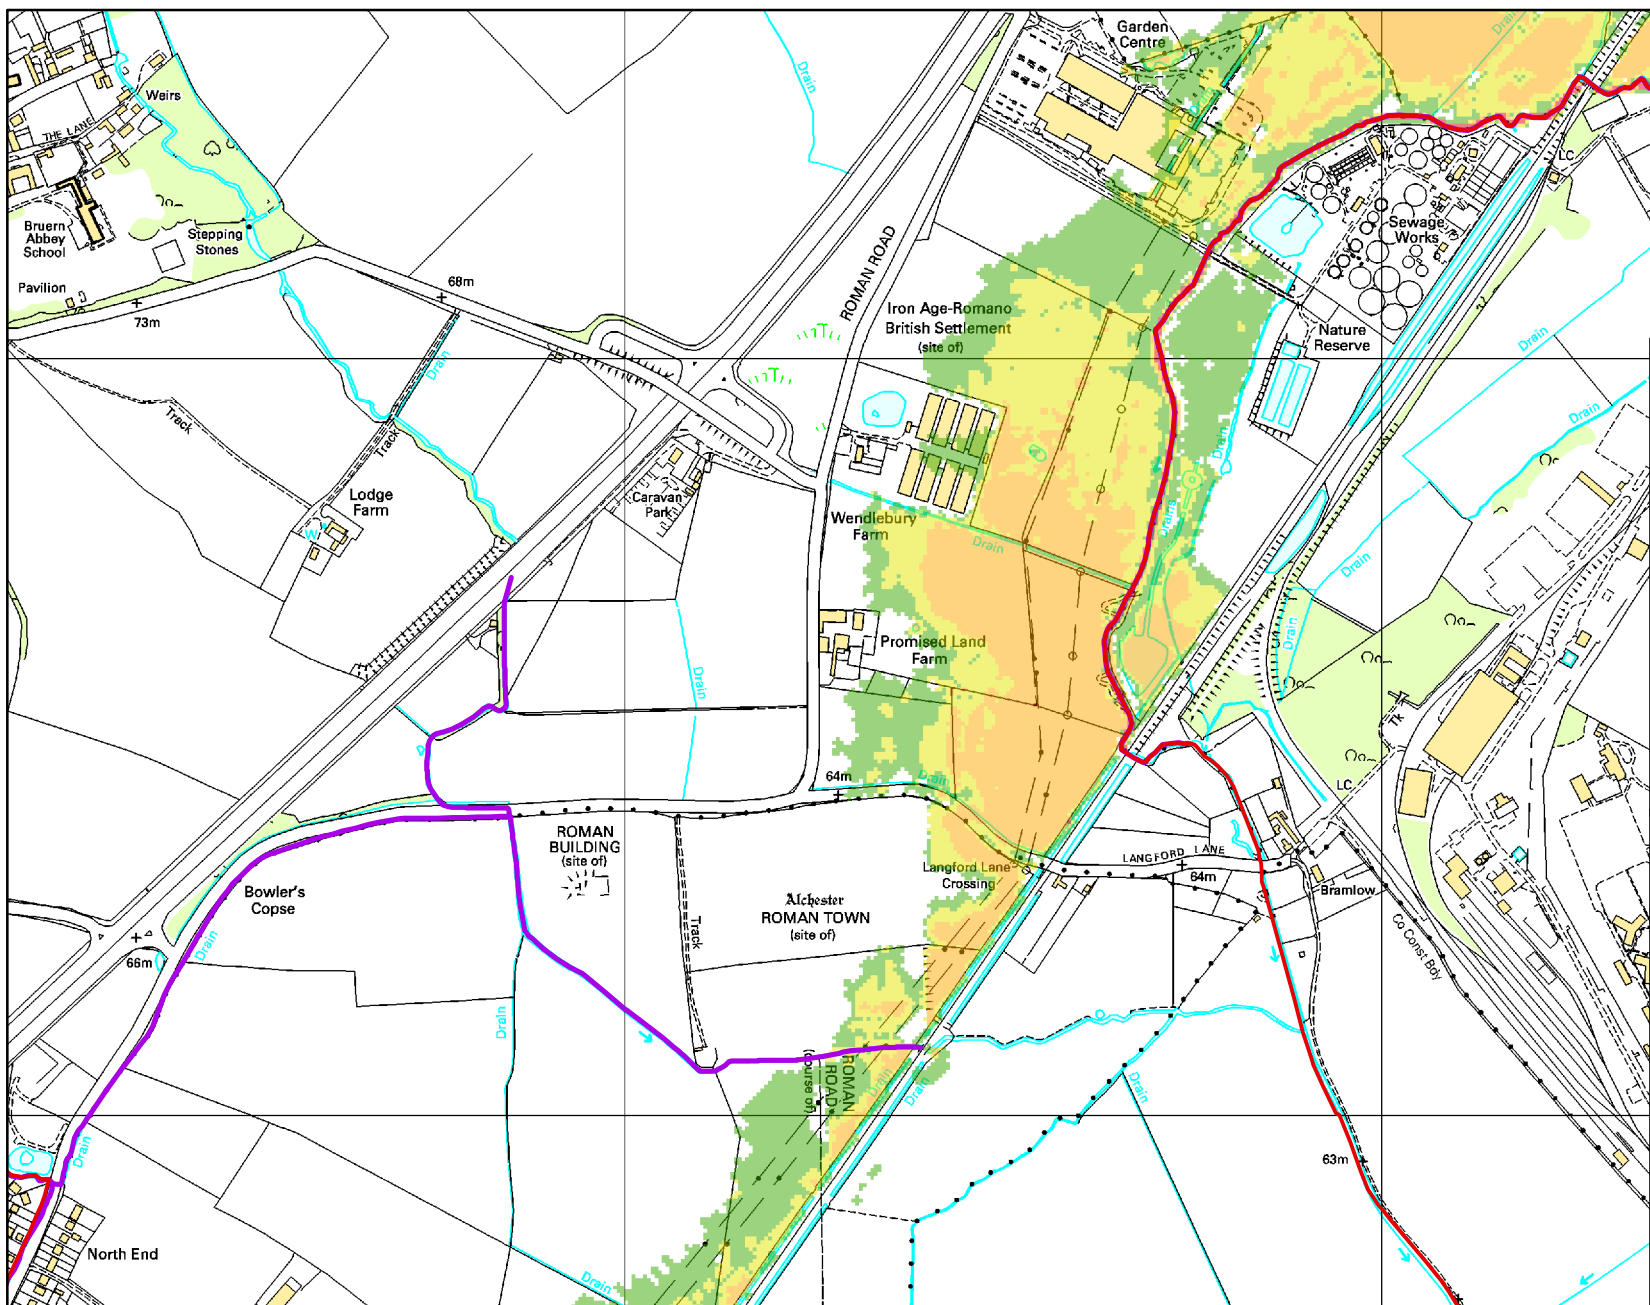 Garden
Centre
Drain
Drain
Weirs
THE LANE
LC
Bruern
Abbey
School
Stepping
Stones
Sewage
Works
Pavilion
68m
73m
ROMAN ROAD
Iron Age-Romano
British Settlement
(site of)
Nature
Reserve
Drain
Drain
Drain
Track
Track
Drain
Lodge
Farm
Caravan
Park
W
Wendlebury
Farm
Drain
Drains
Drain
Promised Land
Farm
Drain
Drain
Tk
64m
Drain
LC
ROMAN
BUILDING
(site of)
LANGFORD LANE
Langford Lane
Crossing
64m
Bramlow
Bowler's
Copse
Alchester
ROMAN TOWN
(site of)
Track
Drain
66m
Co Const Bdy
Drain
ROMAN
ROAD
(course of)
Drain
Drain
Drain
Drain
63m
North End
Drain